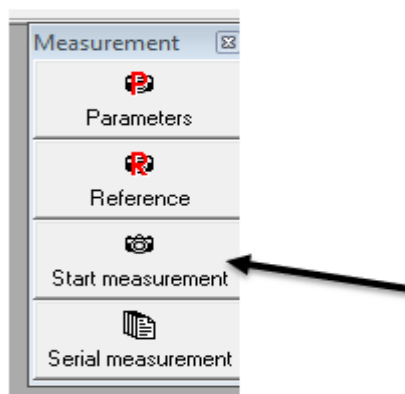 Measurement
Parameters
Reference
Start measurement
Serial measurement